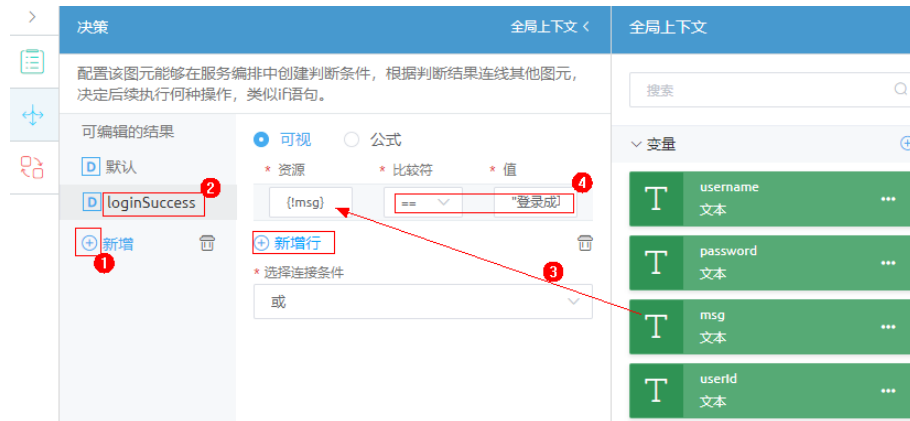 决策
全局上下文
全局上下文
配置该图元能够在服务编排中创建判断条件，根据判断结果连线其他图元，
决定后续执行何种操作，类似if语句。
搜索
可编辑的结果
可视
公式
变量
D 默认
* 资源
* 比较符
* 值
2
4
username
文本
D loginSuccess
{!msg}
==
"登录成
新增
新增行
1
password
文本
* 选择连接条件
3
或
msg
文本
userId
文本